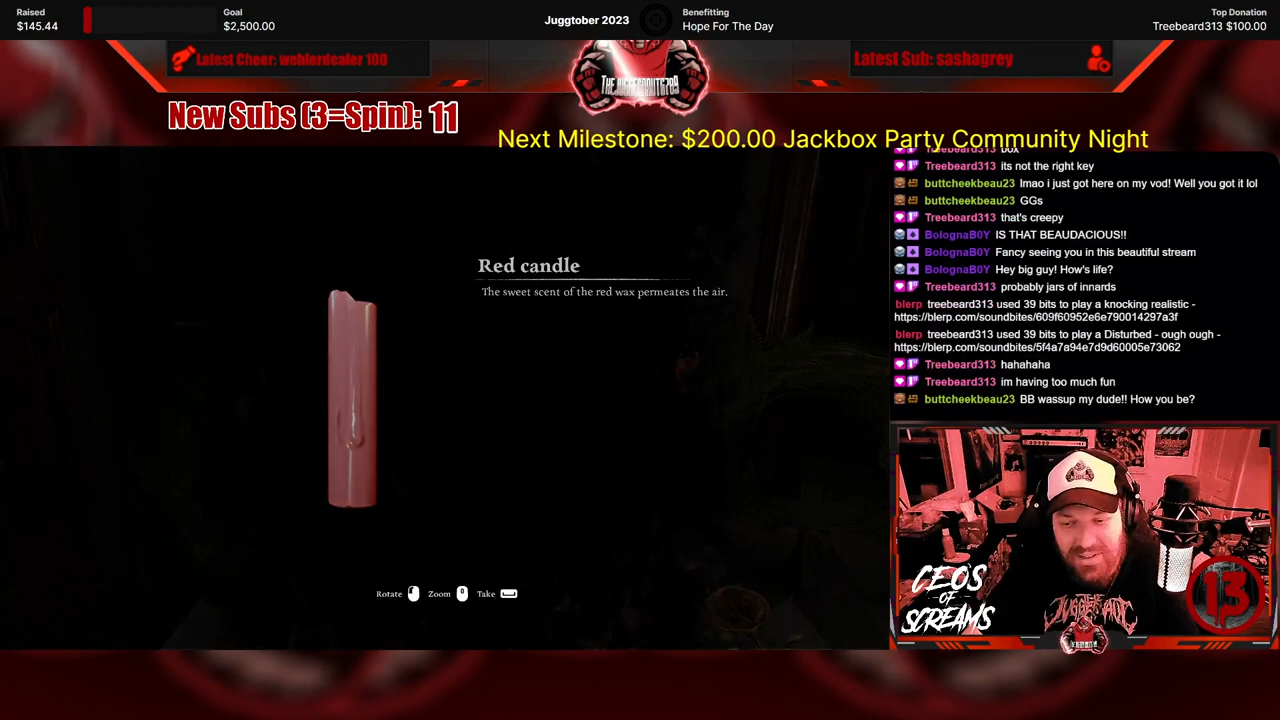 Raised
$145.44
Goal
$2,500.00
Juggtober 2023
Benefitting
Hope For The Day
Top Donation
Treebeard313 $100.00
Latest Cheer: wehlerdealer 100
THEJUGGERNAUT6789
Latest Sub: sashagrey
New Subs (3=Spin): 11
Next Milestone: $200.00 Jackbox Party Community Night
Treebeard313 box
Treebeard313 its not the right key
buttcheekbeau23 lmao i just got here on my vod! Well you got it lol
buttcheekbeau23 GGs
Treebeard313 that's creepy
BolognaB0Y IS THAT BEAUDACIOUS!!
BolognaB0Y Fancy seeing you in this beautiful stream
BolognaB0Y Hey big guy! How's life?
Treebeard313 probably jars of innards
blerp treebeard313 used 39 bits to play a knocking realistic -
https://blerp.com/soundbites/609f60952e6e790014297a3f
blerp treebeard313 used 39 bits to play a Disturbed - ough ough -
https://blerp.com/soundbites/5f4a7a94e7d9d60005e73062
Treebeard313 hahahaha
Treebeard313 im having too much fun
buttcheekbeau23 BB wassup my dude!! How you be?
Red candle
The sweet scent of the red wax permeates the air.
Rotate Zoom Take
CEOS
OF
SCREAMS
THE
JUGGERNAUT
13